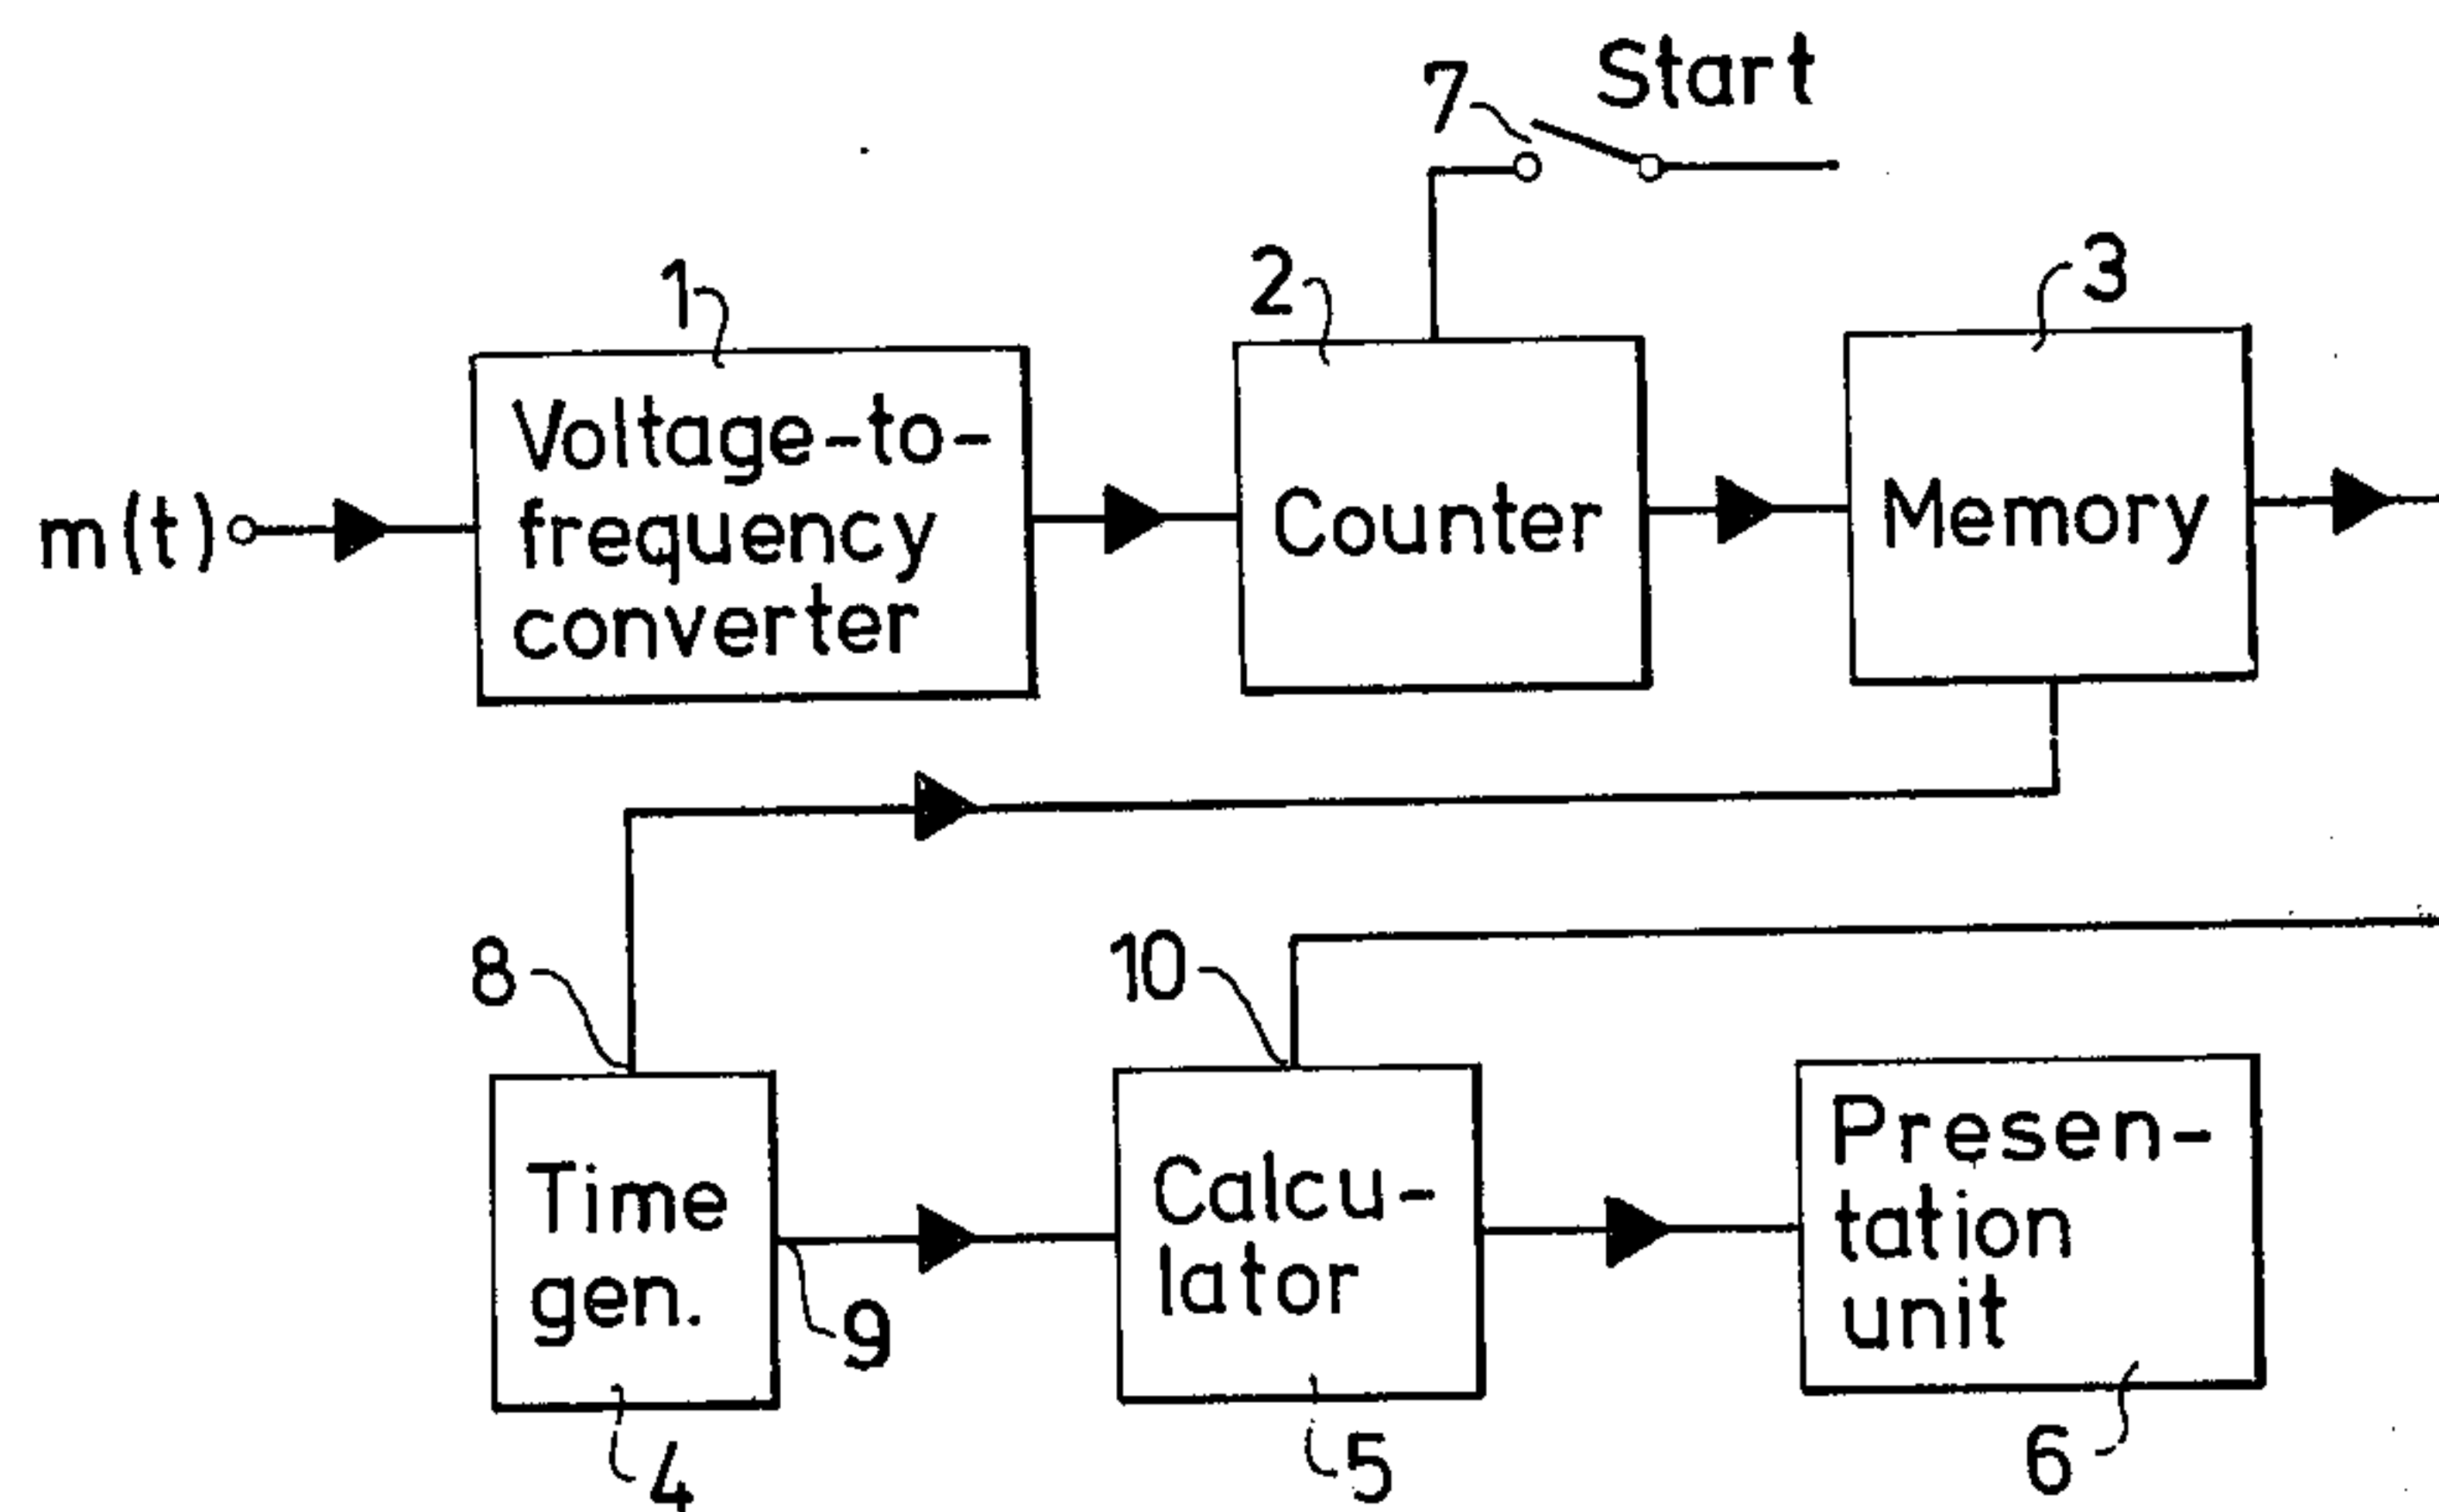 Start
7
1
2
3
m(t)
Voltage-to-
frequency
converter
Counter
Memory
8
10
Time
gen.
9
Calcu-
lator
Presen-
tation
unit
4
5
6